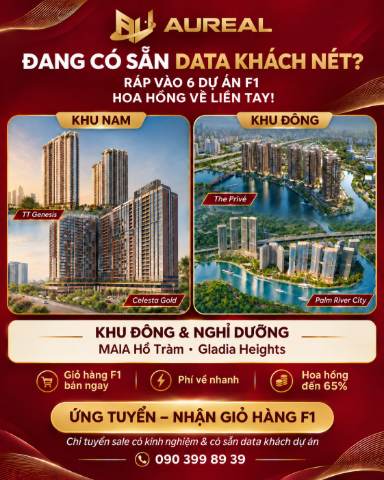 AUREAL
ĐANG CÓ SẴN DATA KHÁCH NÉT?
RÁP VÀO 6 DỰ ÁN F1
HOA HỒNG VỀ LIỀN TAY!
KHU NAM
KHU ĐÔNG
TT Genesis
The Privé
Celesta Gold
Palm River City
KHU ĐÔNG & NGHỈ DƯỠNG
MAIA Hồ Tràm • Gladia Heights
Giỏ hàng F1
bán ngay
Phí về nhanh
Hoa hồng
đến 65%
ỨNG TUYỂN – NHẬN GIỎ HÀNG F1
Chỉ tuyển sale có kinh nghiệm & có sẵn data khách dự án
090 399 89 39